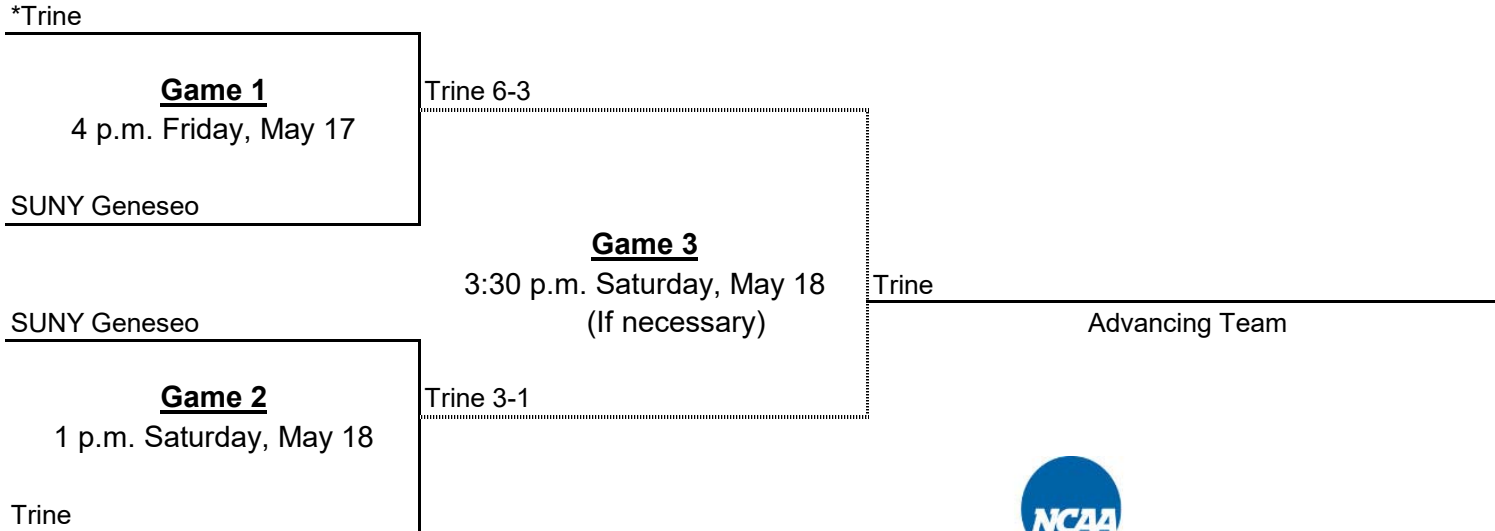 *Trine
Game 1
Trine 6-3
4 p.m. Friday, May 17
SUNY Geneseo
Game 3
3:30 p.m. Saturday, May 18
Trine
SUNY Geneseo
(If necessary)
Advancing Team
Game 2
Trine 3-1
1 p.m. Saturday, May 18
Trine
NCAA